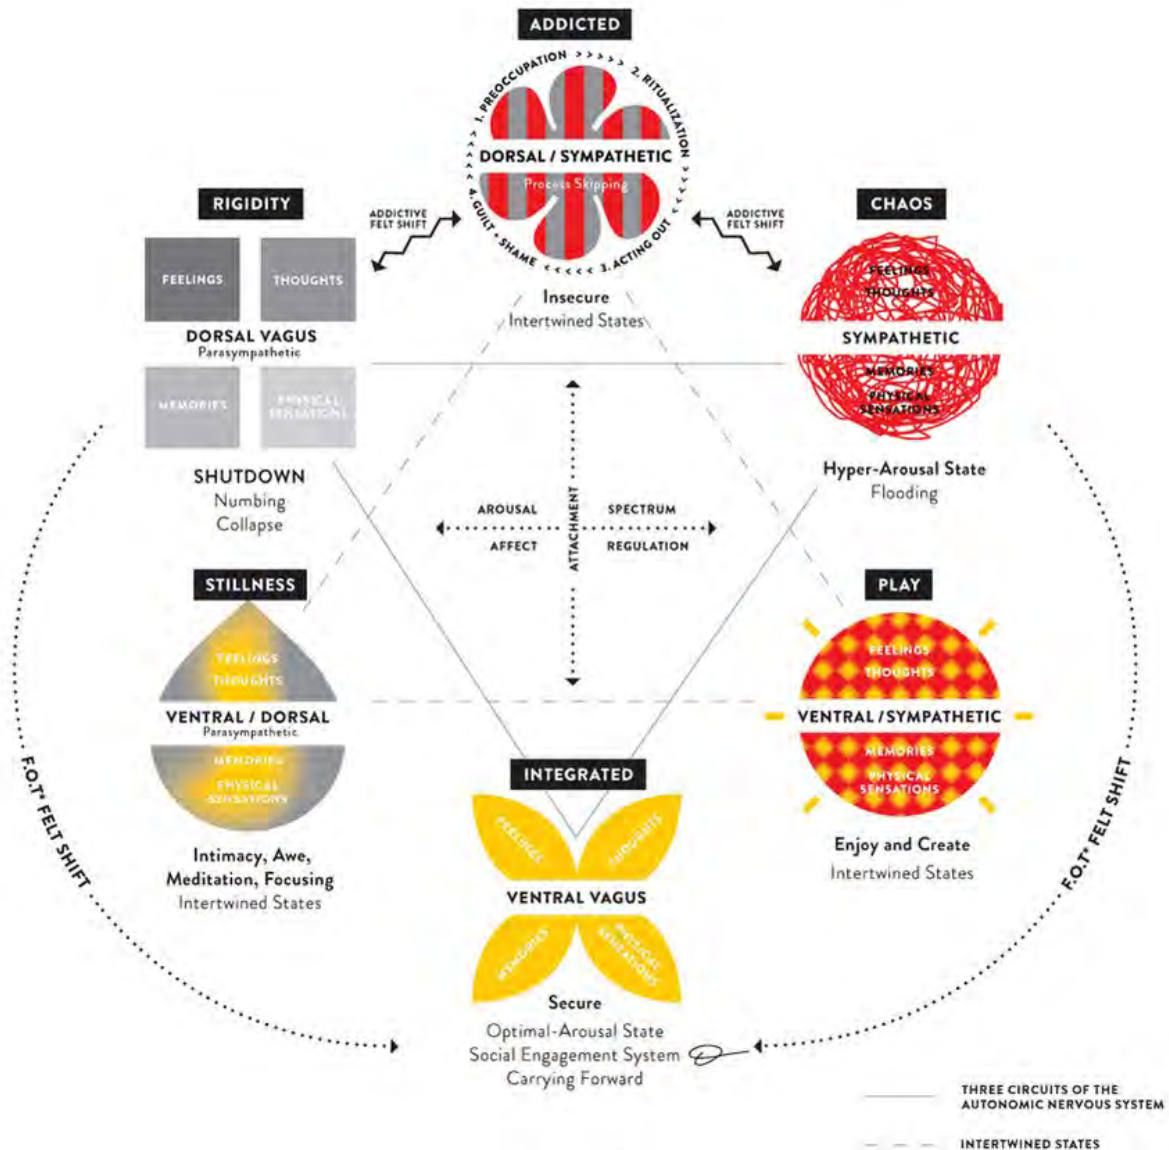 ADDICTED
1. PREOCCUPATION > > > > >
2. RITUALIZATION
< < < < <
3. ACTING OUT
< < < < <
4. GUILT + SHAME
> > > > >
DORSAL / SYMPATHETIC
Process Skipping
Insecure
Intertwined States
ADDICTIVE
FELT SHIFT
ADDICTIVE
FELT SHIFT
RIGIDITY
FEELINGS
THOUGHTS
DORSAL VAGUS
Parasympathetic
MEMORIES
PHYSICAL
SENSATIONS
SHUTDOWN
Numbing
Collapse
CHAOS
FEELINGS
THOUGHTS
SYMPATHETIC
MEMORIES
PHYSICAL
SENSATIONS
Hyper-Arousal State
Flooding
AROUSAL
SPECTRUM
AFFECT
REGULATION
ATTACHMENT
STILLNESS
FEELINGS
THOUGHTS
VENTRAL / DORSAL
Parasympathetic
MEMORIES
PHYSICAL
SENSATIONS
Intimacy, Awe,
Meditation, Focusing
Intertwined States
PLAY
FEELINGS
THOUGHTS
VENTRAL / SYMPATHETIC
MEMORIES
PHYSICAL
SENSATIONS
Enjoy and Create
Intertwined States
INTEGRATED
FEELINGS
THOUGHTS
VENTRAL VAGUS
MEMORIES
PHYSICAL
SENSATIONS
Secure
Optimal-Arousal State
Social Engagement System
Carrying Forward
F.O.T* FELT SHIFT
F.O.T* FELT SHIFT
THREE CIRCUITS OF THE
AUTONOMIC NERVOUS SYSTEM
INTERTWINED STATES